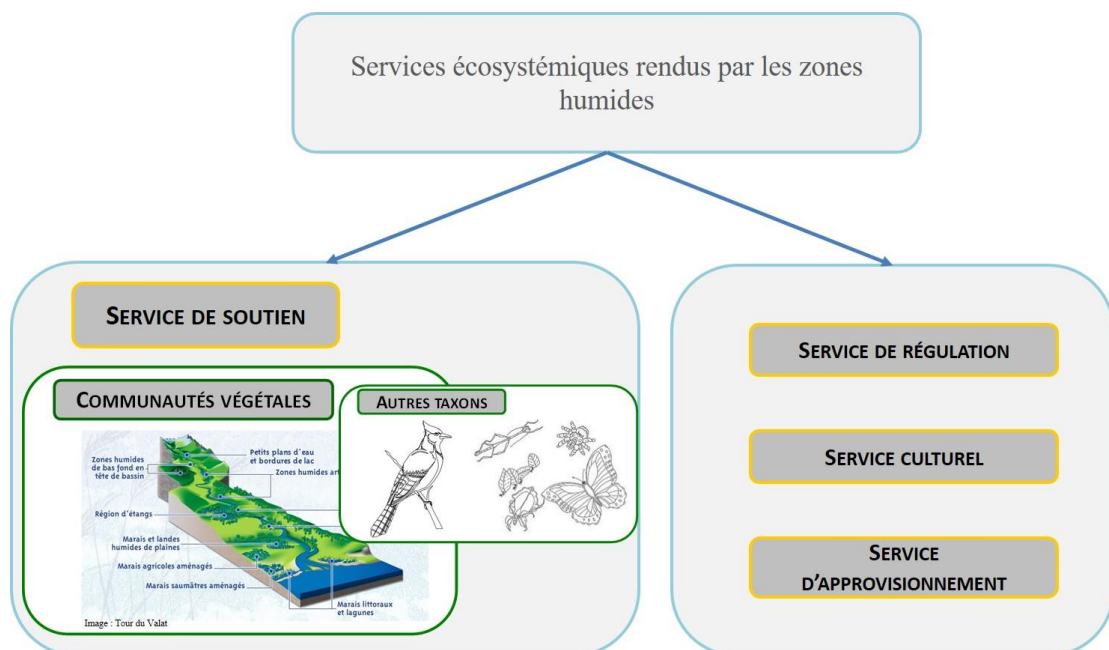 Services écosystémiques rendus par les zones
humides
SERVICE DE SOUTIEN
COMMUNAUTÉS VÉGÉTALES
AUTRES TAXONS
Petits plans d'eau
et bordures de lac
Zones humides
de bas fond en
tête de bassin
Zones humides
Région d'étangs
Marais et landes
humides de plaines
Marais agricoles aménagés
Marais saumâtres aménagés
Marais littoraux
et lagunes
Image : Tour du Valat
SERVICE DE RÉGULATION
SERVICE CULTUREL
SERVICE
D'APPROVISIONNEMENT